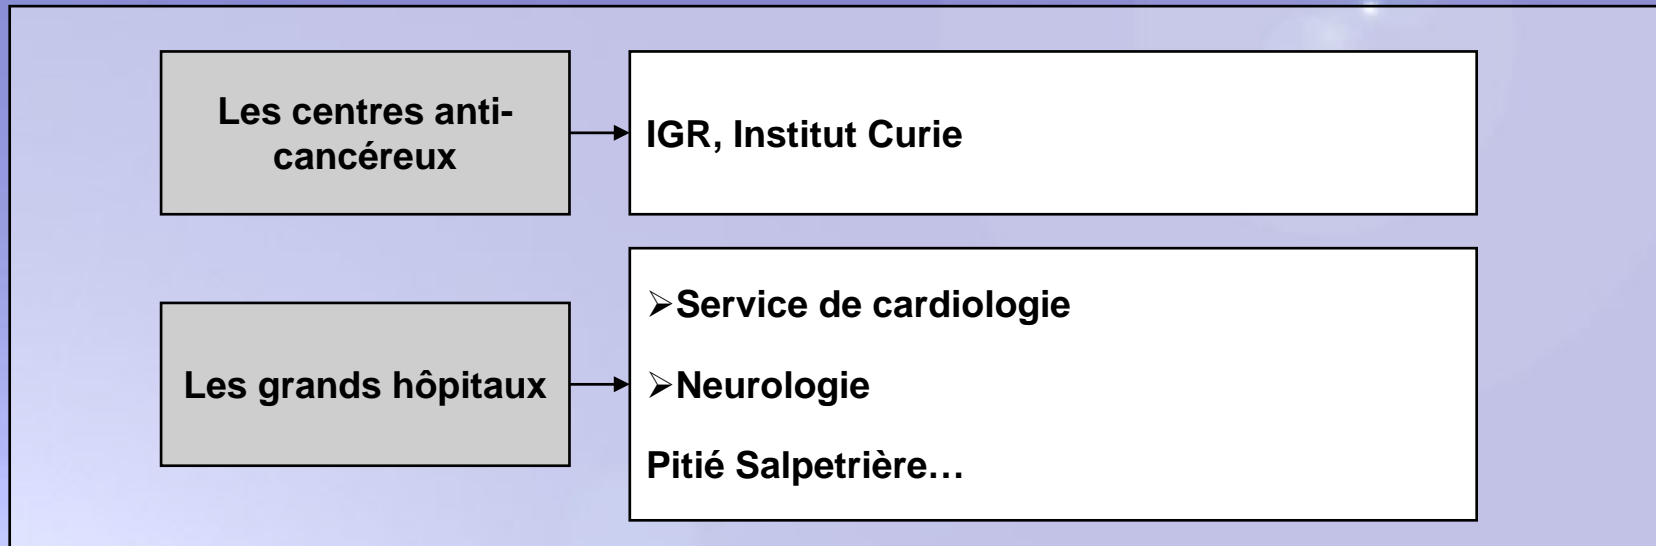 Les centres anti-
cancéreux
IGR, Institut Curie
Les grands hôpitaux
➢Service de cardiologie
➢Neurologie
Pitié Salpetrière…